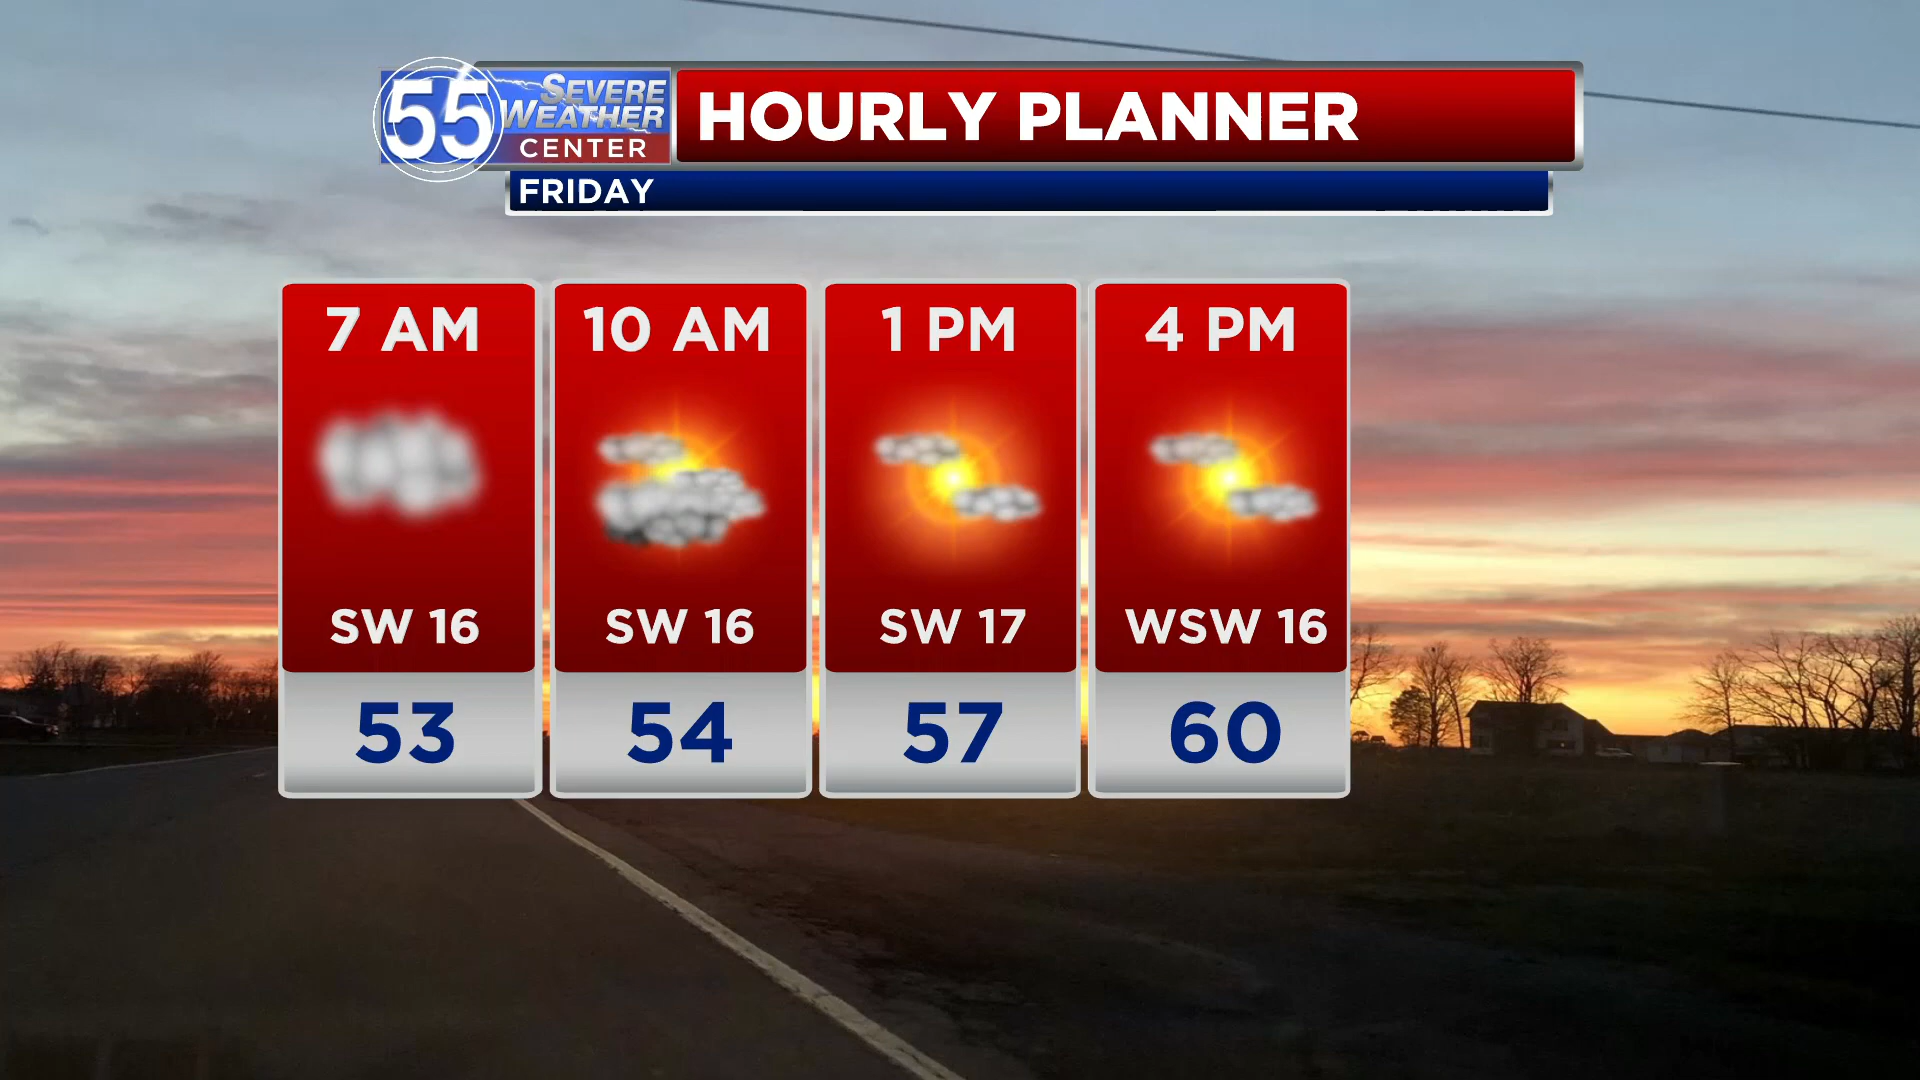 55 SEVERE
WEATHER
CENTER
HOURLY PLANNER
FRIDAY
7 AM
SW 16
53
10 AM
SW 16
54
1 PM
SW 17
57
4 PM
WSW 16
60